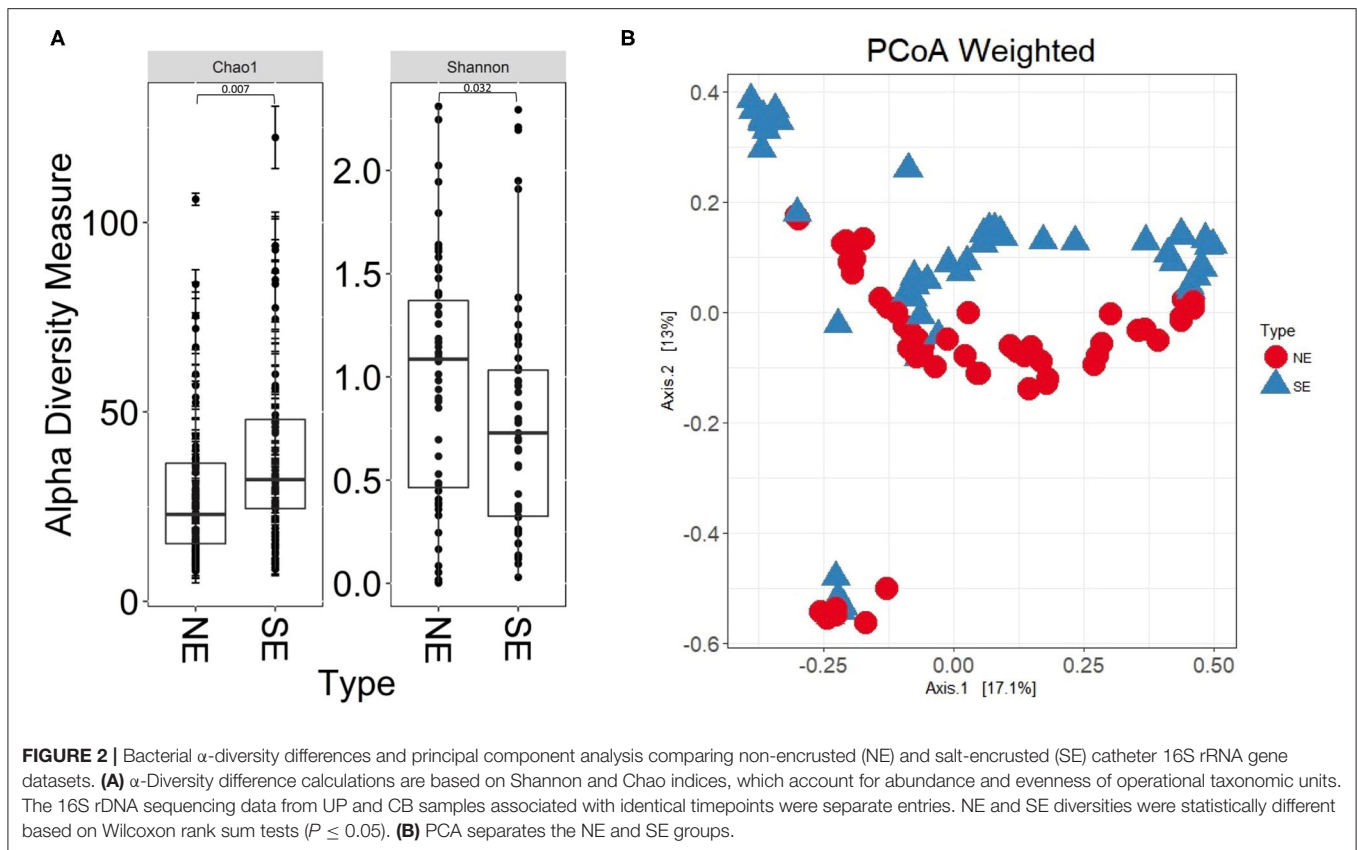 A
Chao1
Shannon
0.007
0.032
Alpha Diversity Measure
100
50
0
2.0
1.5
1.0
0.5
0.0
NE
SE
NE
SE
Type
B
PCoA Weighted
Axis.2 [13%]
0.4
0.2
0.0
-0.2
-0.4
-0.6
-0.25
0.00
0.25
0.50
Axis.1 [17.1%]
Type
NE
SE
FIGURE 2 | Bacterial α-diversity differences and principal component analysis comparing non-encrusted (NE) and salt-encrusted (SE) catheter 16S rRNA gene
datasets. (A) α-Diversity difference calculations are based on Shannon and Chao indices, which account for abundance and evenness of operational taxonomic units.
The 16S rDNA sequencing data from UP and CB samples associated with identical timepoints were separate entries. NE and SE diversities were statistically different
based on Wilcoxon rank sum tests (P ≤ 0.05). (B) PCA separates the NE and SE groups.